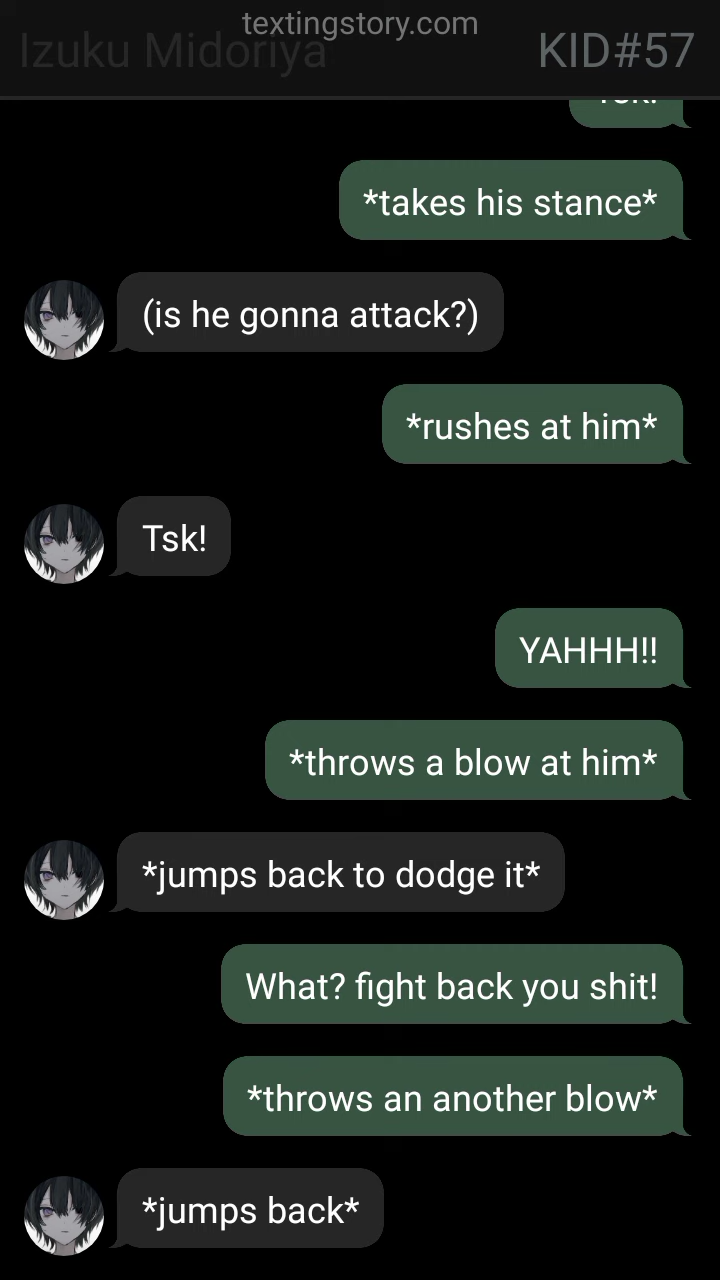 textingstory.com
Izuku Midoriya
KID#57
*takes his stance*
(is he gonna attack?)
*rushes at him*
Tsk!
YAHHH!!
*throws a blow at him*
*jumps back to dodge it*
What? fight back you shit!
*throws an another blow*
*jumps back*